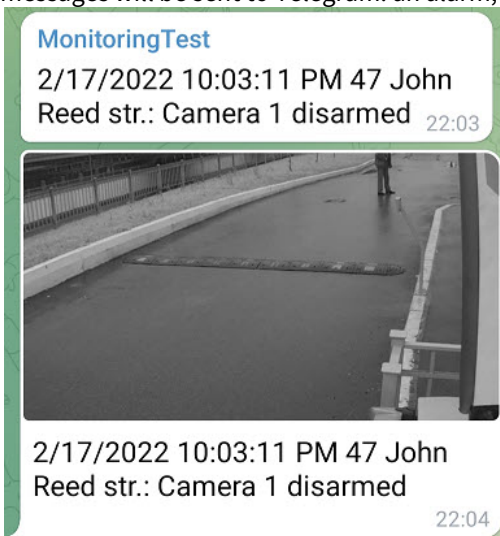 messages will be sent to Telegram: an alarm,
MonitoringTest
2/17/2022 10:03:11 PM 47 John
Reed str.: Camera 1 disarmed
22:03
2/17/2022 10:03:11 PM 47 John
Reed str.: Camera 1 disarmed
22:04